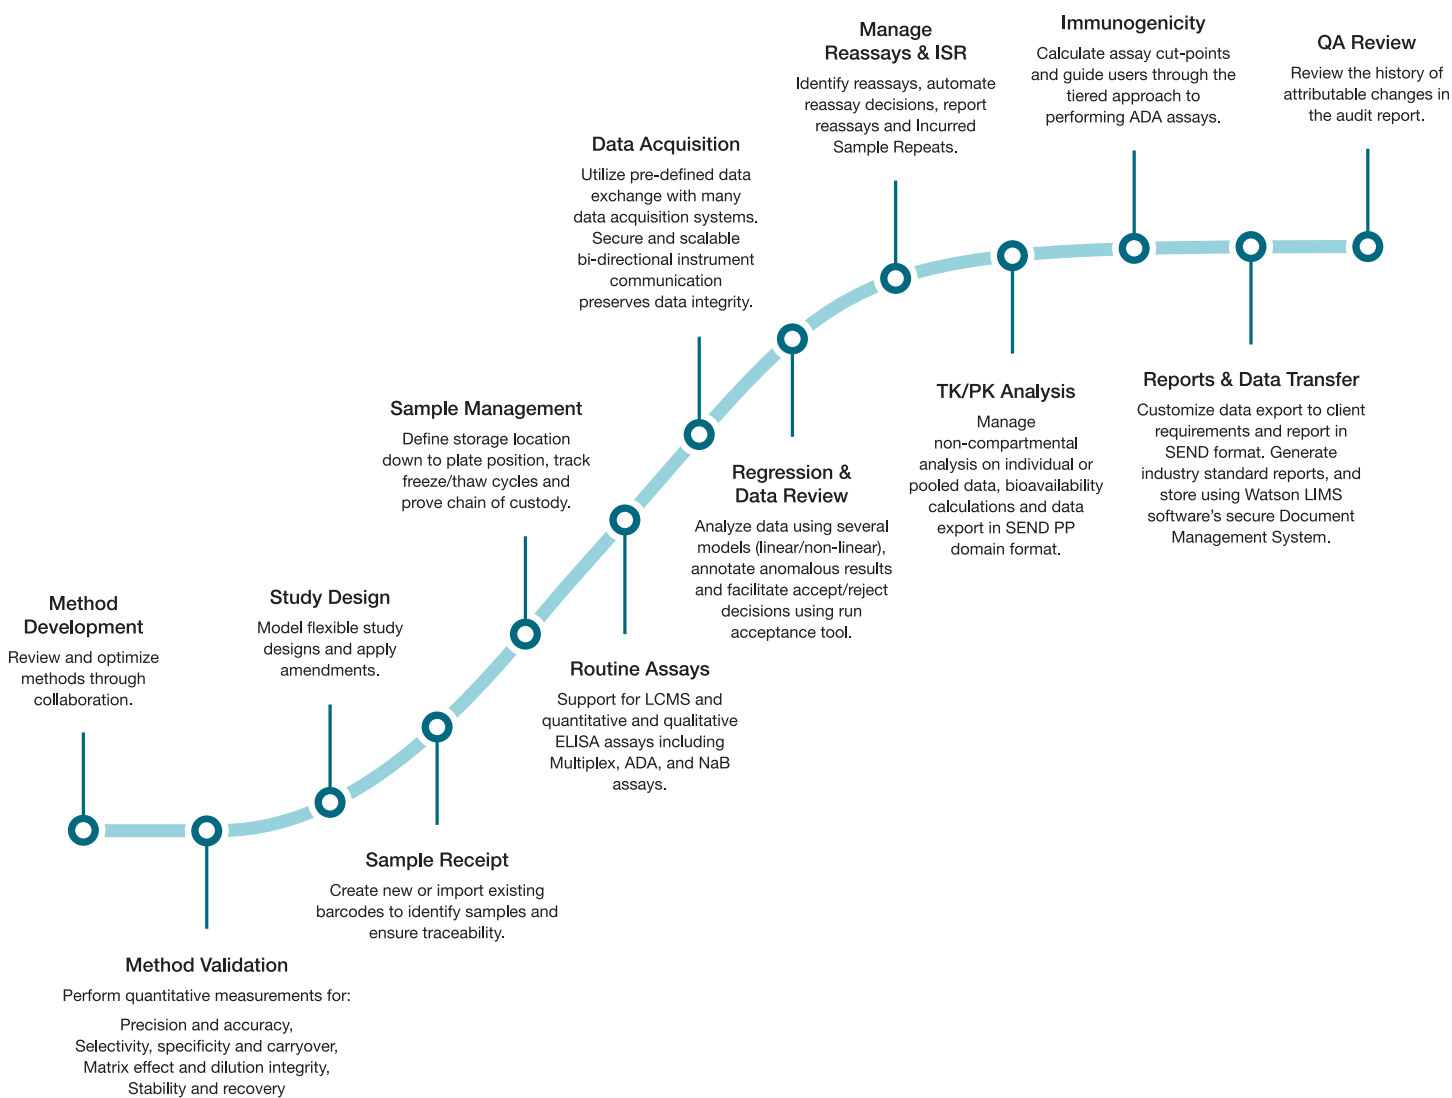 Method
Development
Review and optimize
methods through
collaboration.
Method Validation
Perform quantitative measurements for:
Precision and accuracy,
Selectivity, specificity and carryover,
Matrix effect and dilution integrity,
Stability and recovery
Study Design
Model flexible study
designs and apply
amendments.
Sample Receipt
Create new or import existing
barcodes to identify samples and
ensure traceability.
Sample Management
Define storage location
down to plate position, track
freeze/thaw cycles and
prove chain of custody.
Routine Assays
Support for LCMS and
quantitative and qualitative
ELISA assays including
Multiplex, ADA, and NaB
assays.
Data Acquisition
Utilize pre-defined data
exchange with many
data acquisition systems.
Secure and scalable
bi-directional instrument
communication
preserves data integrity.
Regression &
Data Review
Analyze data using several
models (linear/non-linear),
annotate anomalous results
and facilitate accept/reject
decisions using run
acceptance tool.
Manage
Reassays & ISR
Identify reassays, automate
reassay decisions, report
reassays and Incurred
Sample Repeats.
TK/PK Analysis
Manage
non-compartmental
analysis on individual or
pooled data, bioavailability
calculations and data
export in SEND PP
domain format.
Immunogenicity
Calculate assay cut-points
and guide users through the
tiered approach to
performing ADA assays.
Reports & Data Transfer
Customize data export to client
requirements and report in
SEND format. Generate
industry standard reports, and
store using Watson LIMS
software's secure Document
Management System.
QA Review
Review the history of
attributable changes in
the audit report.